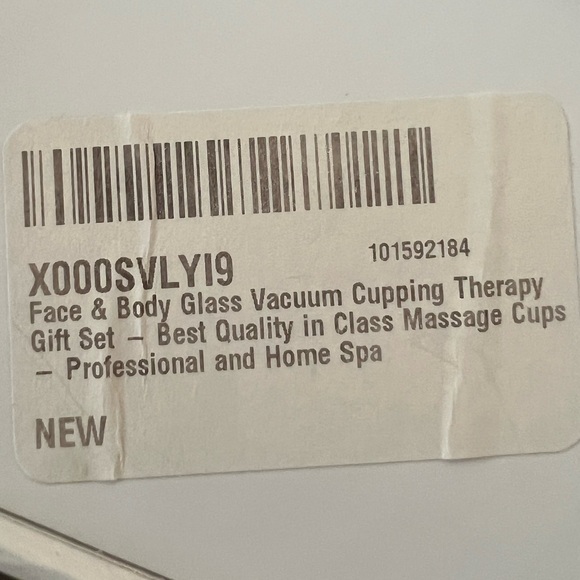 101592184
X000SVLYI9
Face & Body Glass Vacuum Cupping Therapy
Gift Set – Best Quality in Class Massage Cups
– Professional and Home Spa
NEW